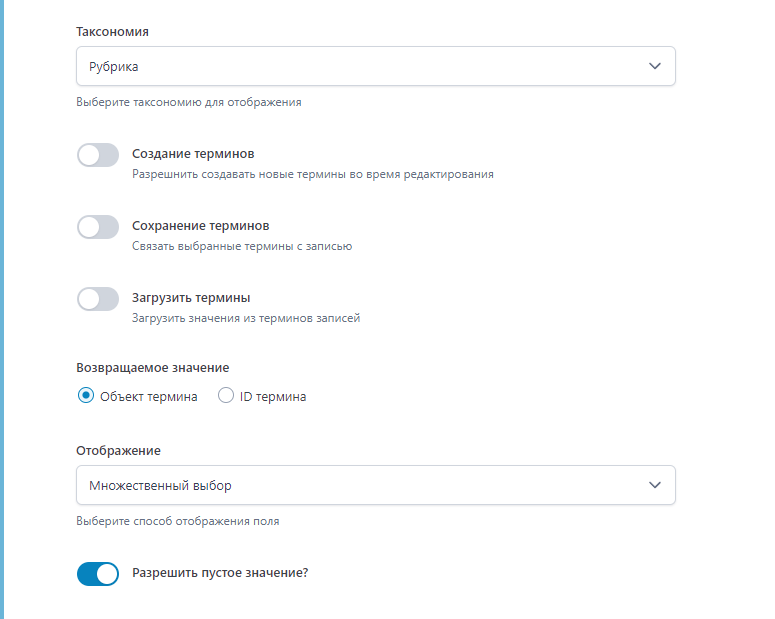 Таксономия
Рубрика
Выберите таксономию для отображения
Создание терминов
Разрешнить создавать новые термины во время редактирования
Сохранение терминов
Связать выбранные термины с записью
Загрузить термины
Загрузить значения из терминов записей
Возвращаемое значение
Объект термина ID термина
Отображение
Множественный выбор
Выберите способ отображения поля
Разрешить пустое значение?